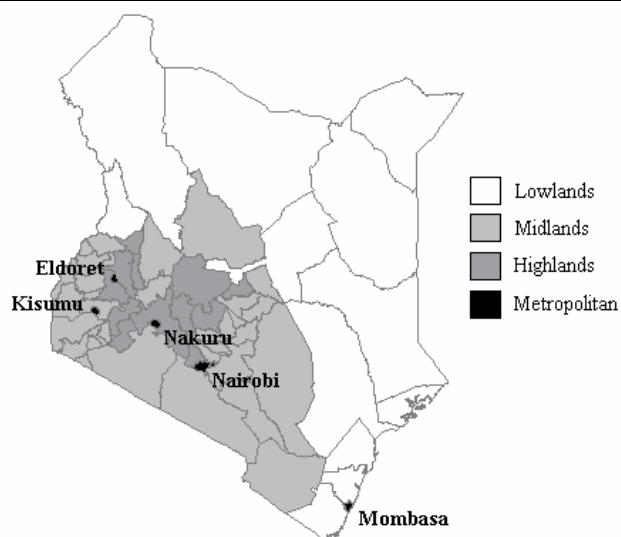 Lowlands
Midlands
Highlands
Metropolitan
Eldoret
Kisumu
Nakuru
Nairobi
Mombasa